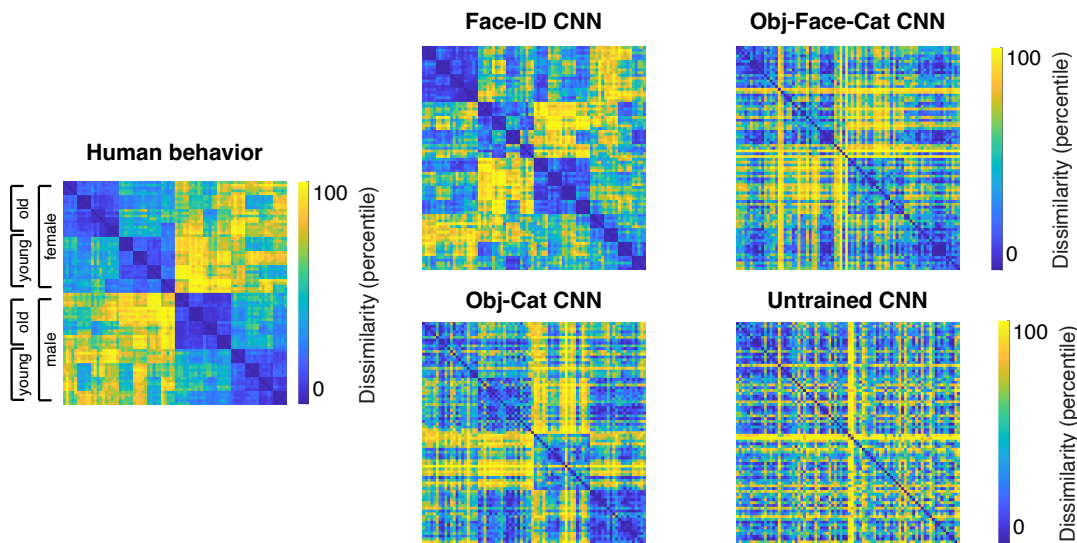 Face-ID CNN
Obj-Face-Cat CNN
100
0
Dissimilarity (percentile)
Human behavior
old
young
female
old
young
male
100
0
Dissimilarity (percentile)
Obj-Cat CNN
Untrained CNN
100
0
Dissimilarity (percentile)